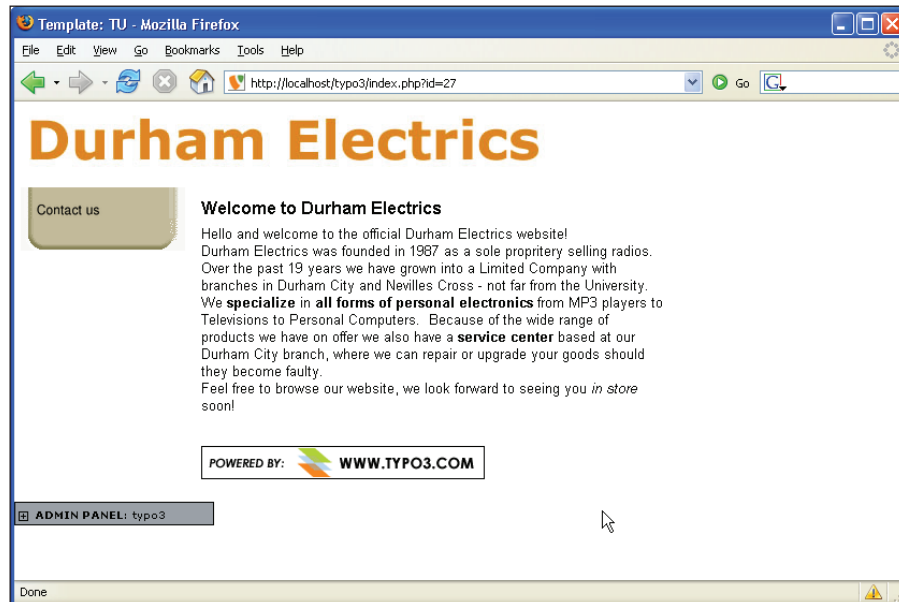 Template: TU - Mozilla Firefox
File Edit View Go Bookmarks Tools Help
http://localhost/typo3/index.php?id=27 Go G
Durham Electrics
Contact us
Welcome to Durham Electrics
Hello and welcome to the official Durham Electrics website!
Durham Electrics was founded in 1987 as a sole propritery selling radios.
Over the past 19 years we have grown into a Limited Company with
branches in Durham City and Nevilles Cross - not far from the University.
We specialize in all forms of personal electronics from MP3 players to
Televisions to Personal Computers. Because of the wide range of
products we have on offer we also have a service center based at our
Durham City branch, where we can repair or upgrade your goods should
they become faulty.
Feel free to browse our website, we look forward to seeing you in store
soon!
POWERED BY: WWW.TYPO3.COM
ADMIN PANEL: typo3
Done